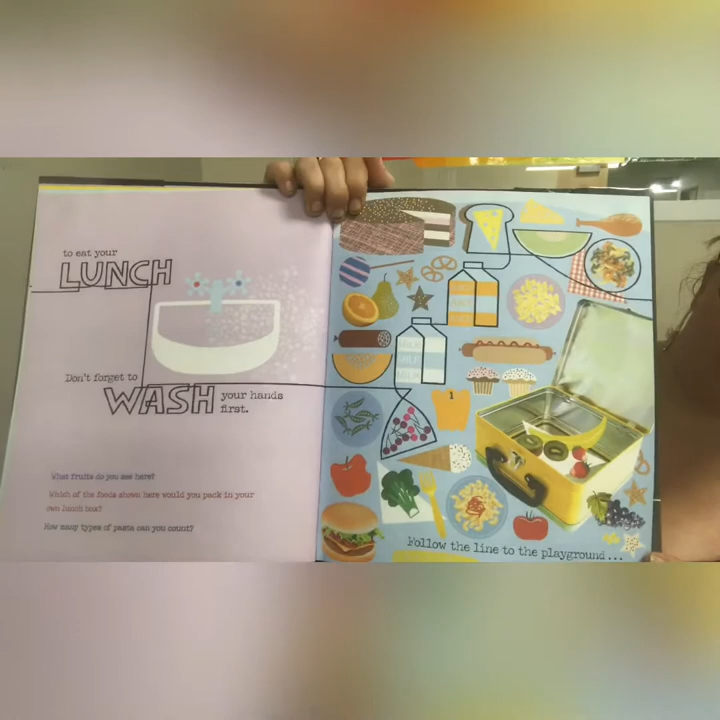 to eat your
LUNCH
Don't forget to
WASH your hands
first.
What fruits do you see here?
Which of the foods shown here would you pack in your
own lunch box?
How many types of pasta can you count?
1
Follow the line to the playground...